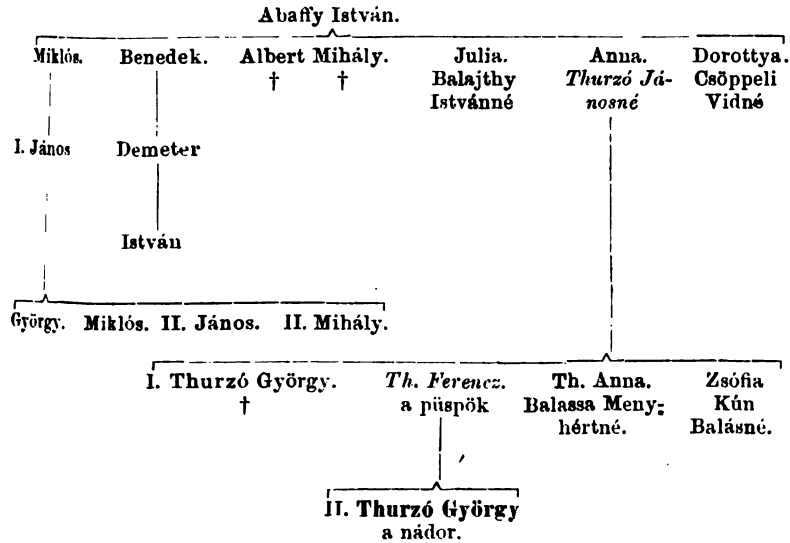 Abaffy István.
Miklós. Benedek. Albert Mihály. Julia. Anna. Dorottya.
† † Balajthy Thurzó Já- Csöppeli
Istvánné nosné Vidné
I. János Demeter
István
György. Miklós. II. János. II. Mihály.
I. Thurzó György. Th. Ferencz. Th. Anna. Zsófia
† a püspök Balassa Meny- Kún
hértné. Balásné.
II. Thurzó György
a nádor.